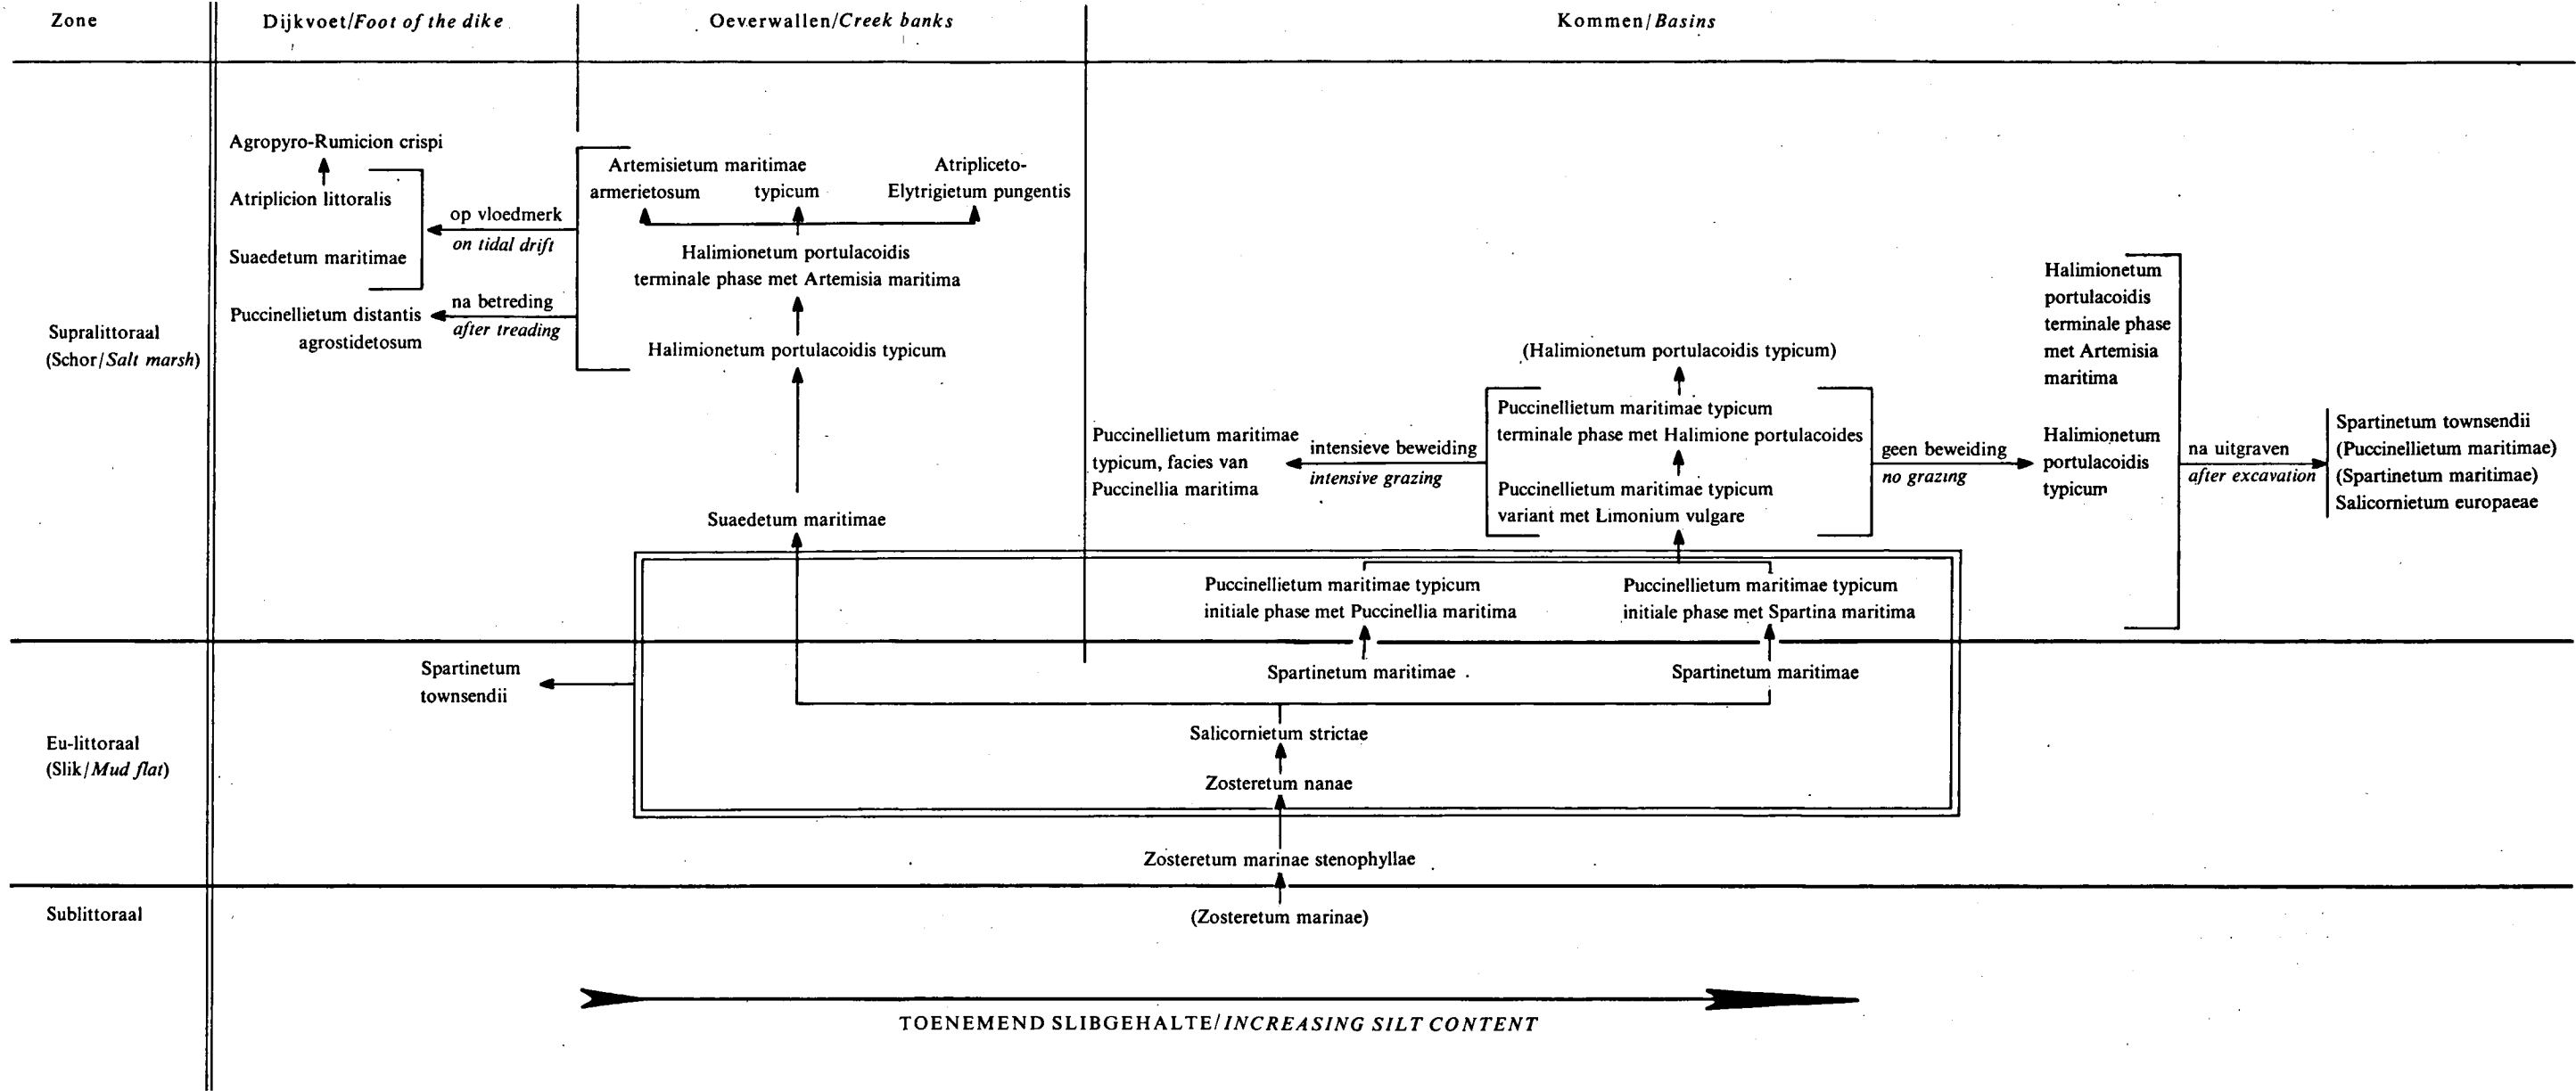 Zone
Dijkvoet/Foot of the dike
Oeverwallen/Creek banks
Kommen/Basins
Agropyro-Rumicion crispi
Atriplicion littoralis
Suaedetum maritimae
Puccinellietum distantis
agrostidetosum
op vloedmerk
on tidal drift
na betreding
after treading
Artemisietum maritimae
armerietosum typicum
Atripliceto-
Elytrigietum pungentis
Halimionetum portulacoidis
terminale phase met Artemisia maritima
Halimionetum portulacoidis typicum
Suaedetum maritimae
Supralittoraal
(Schor/Salt marsh)
Puccinellietum maritimae
typicum, facies van
Puccinellia maritima
intensieve beweiding
intensive grazing
(Halimionetum portulacoidis typicum)
Puccinellietum maritimae typicum
terminale phase met Halimione portulacoides
Puccinellietum maritimae typicum
variant met Limonium vulgare
geen beweiding
no grazing
Halimionetum
portulacoidis
terminale phase
met Artemisia
maritima
Halimionetum
portulacoidis
typicum
na uitgraven
after excavation
Spartinetum townsendii
(Puccinellietum maritimae)
(Spartinetum maritimae)
Salicornietum europaeae
Puccinellietum maritimae typicum
initiale phase met Puccinellia maritima
Puccinellietum maritimae typicum
initiale phase met Spartina maritima
Eu-littoraal
(Slik/Mud flat)
Spartinetum
townsendii
Spartinetum maritimae
Spartinetum maritimae
Salicornietum strictae
Zosteretum nanae
Zosteretum marinae stenophyllae
Sublittoraal
(Zosteretum marinae)
TOENEMEND SLIBGEHALTE/INCREASING SILT CONTENT